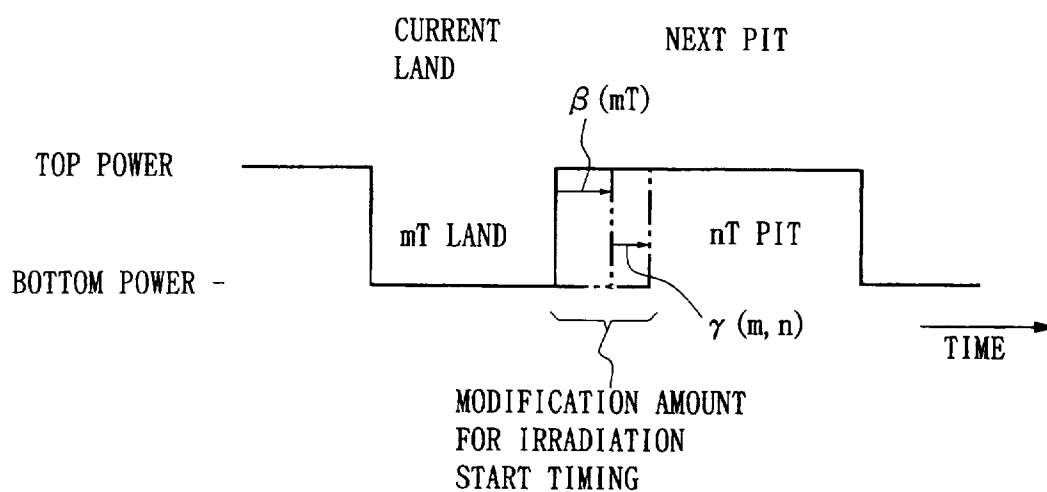 CURRENT
LAND
NEXT PIT
β (mT)
TOP POWER
mT LAND
nT PIT
BOTTOM POWER -
γ (m, n)
TIME
MODIFICATION AMOUNT
FOR IRRADIATION
START TIMING